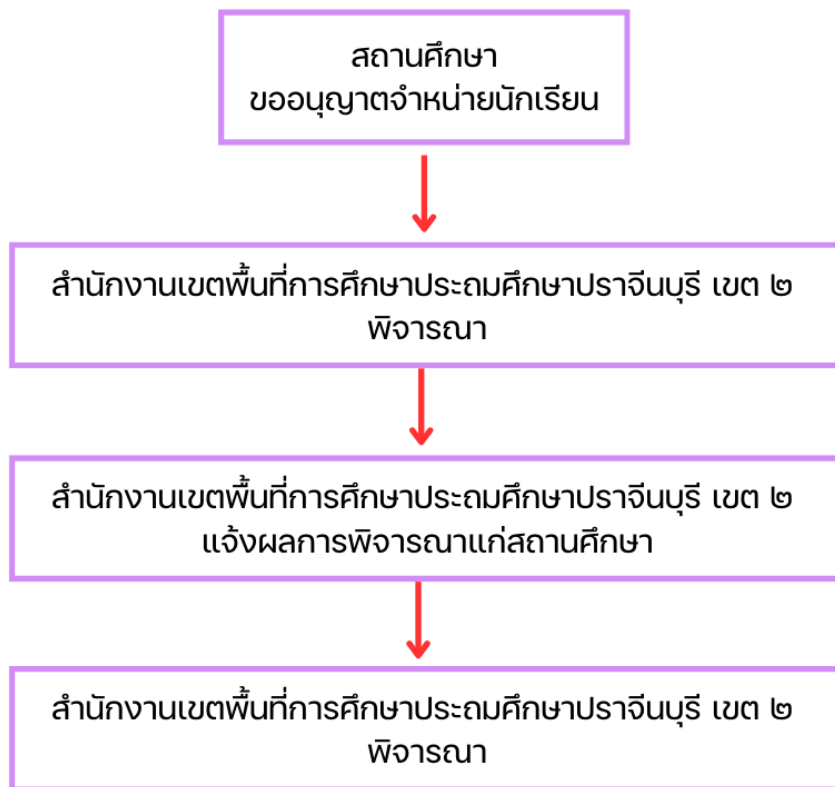 สถานศึกษา
ขออนุญาตจำหน่ายนักเรียน
สำนักงานเขตพื้นที่การศึกษาประถมศึกษาปราจีนบุรี เขต ๒
พิจารณา
สำนักงานเขตพื้นที่การศึกษาประถมศึกษาปราจีนบุรี เขต ๒
แจ้งผลการพิจารณาแก่สถานศึกษา
สำนักงานเขตพื้นที่การศึกษาประถมศึกษาปราจีนบุรี เขต ๒
พิจารณา